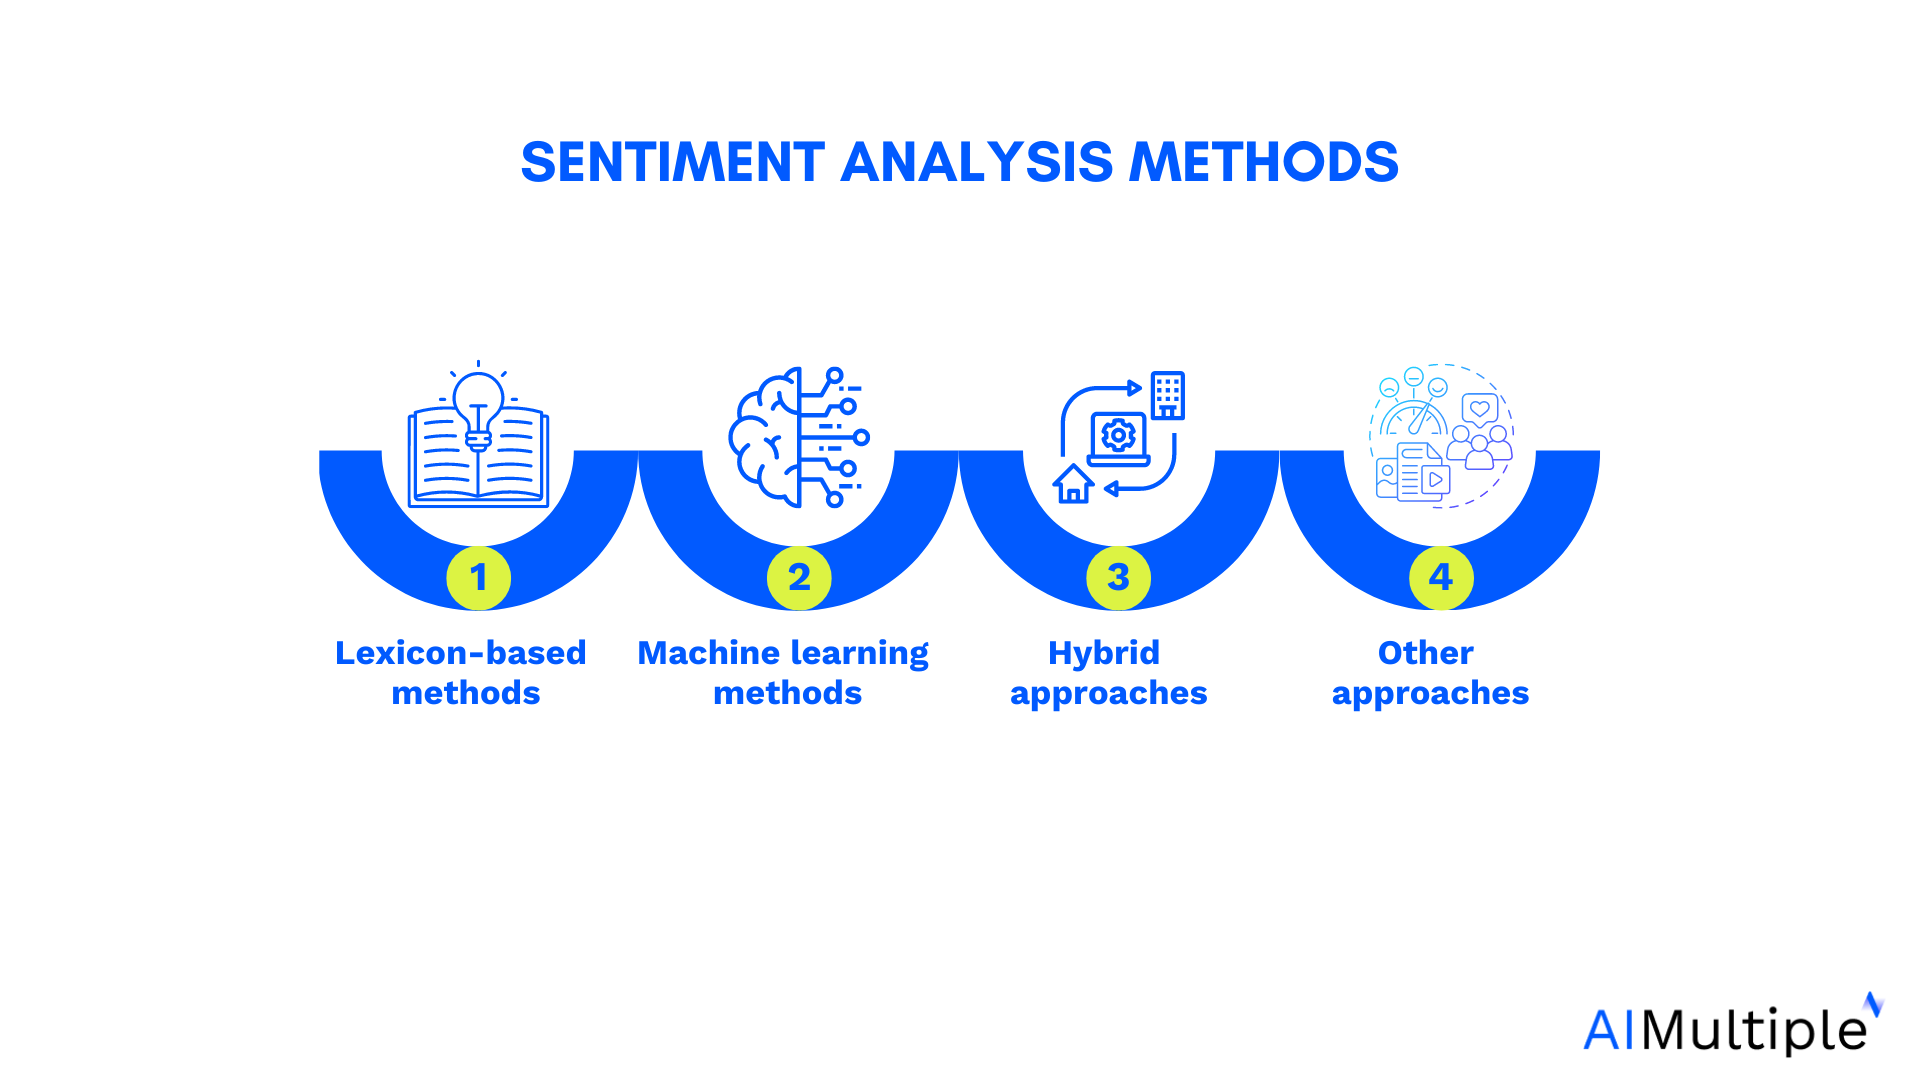 SENTIMENT ANALYSIS METHODS
1
2
3
4
Lexicon-based
methods
Machine learning
methods
Hybrid
approaches
Other
approaches
AIMultiple